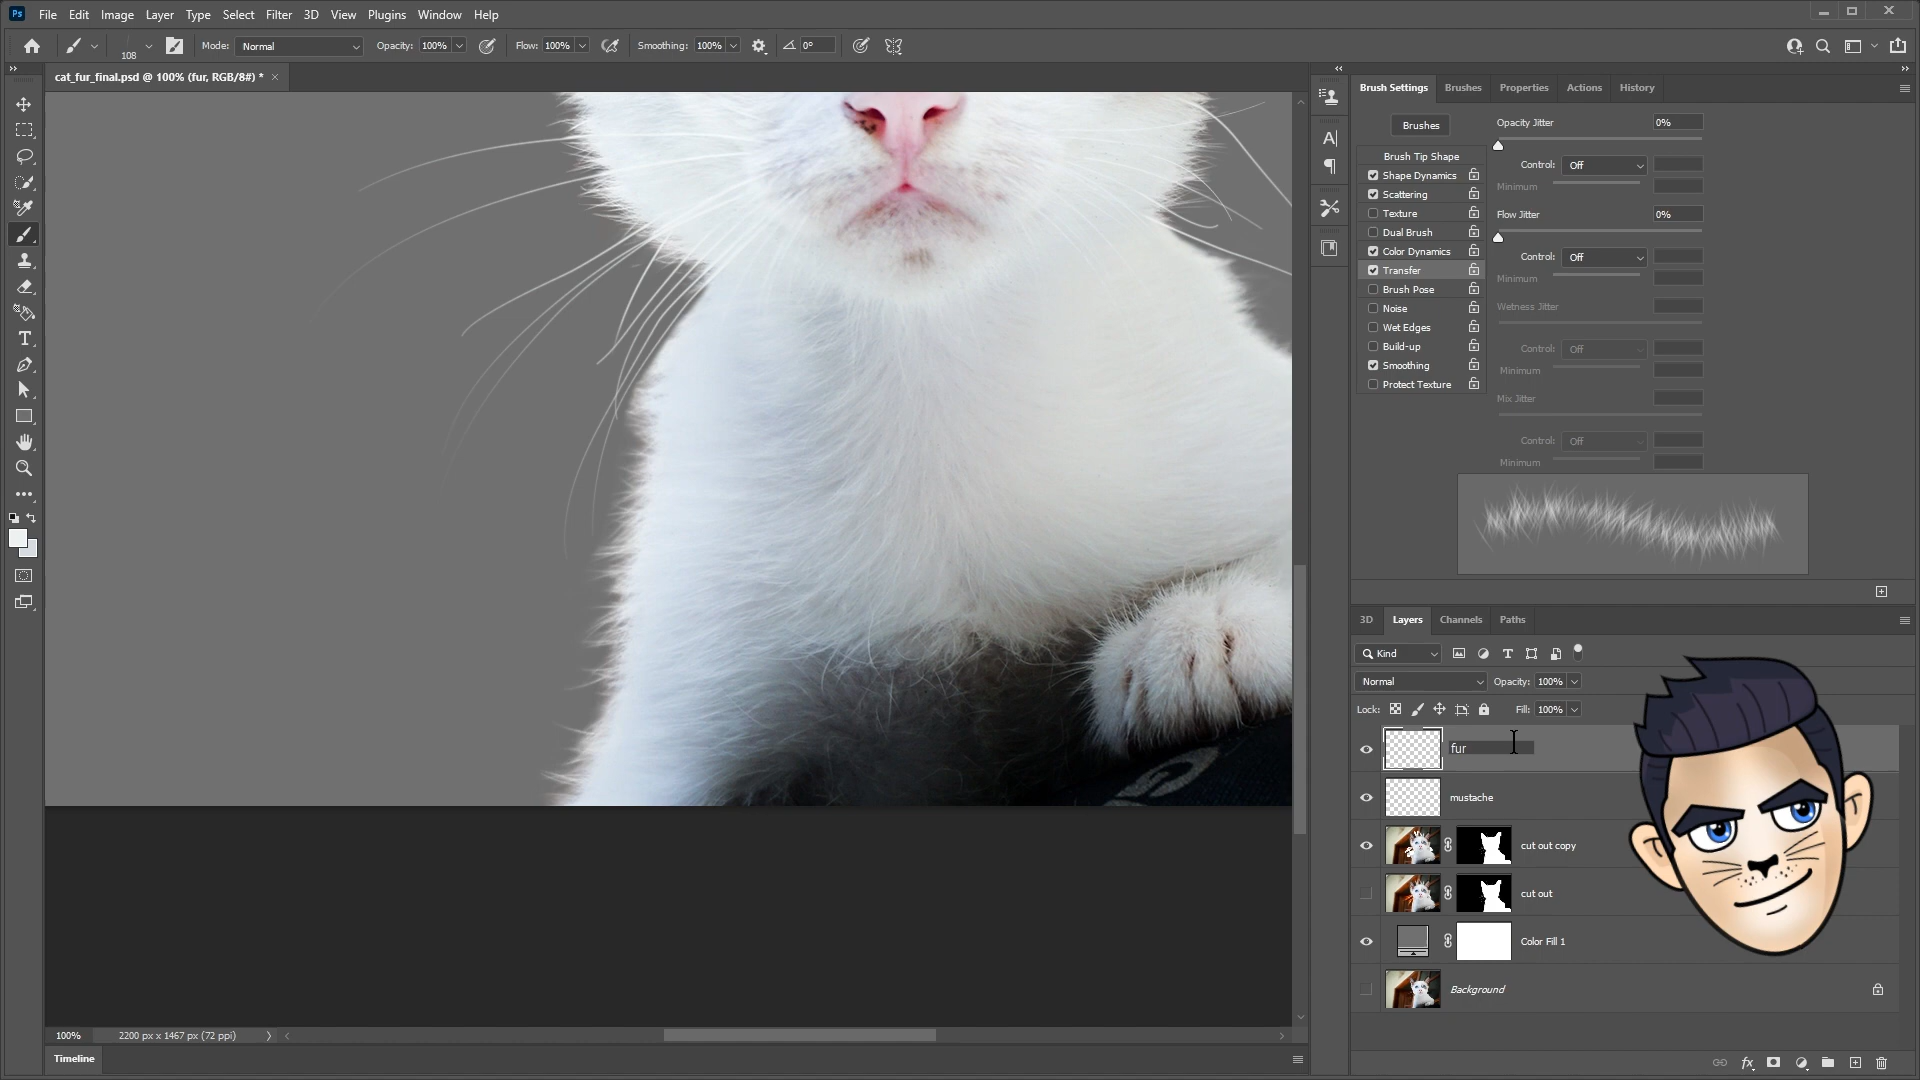 Ps File Edit Image Layer Type Select Filter 3D View Plugins Window Help
108 Mode: Normal Opacity: 100% Flow: 100% Smoothing: 100% 0°
cat_fur_final.psd @ 100% (fur, RGB/8#) *
Brush Settings Brushes Properties Actions History
Brushes
Brush Tip Shape
Shape Dynamics
Scattering
Texture
Dual Brush
Color Dynamics
Transfer
Brush Pose
Noise
Wet Edges
Build-up
Smoothing
Protect Texture
Opacity Jitter 0%
Control: Off
Minimum
Flow Jitter 0%
Control: Off
Minimum
Wetness Jitter
Control: Off
Minimum
Mix Jitter
Control: Off
Minimum
3D Layers Channels Paths
Kind
Normal Opacity: 100%
Lock: Fill: 100%
fur
mustache
cut out copy
cut out
Color Fill 1
Background
100% 2200 px x 1467 px (72 ppi)
Timeline